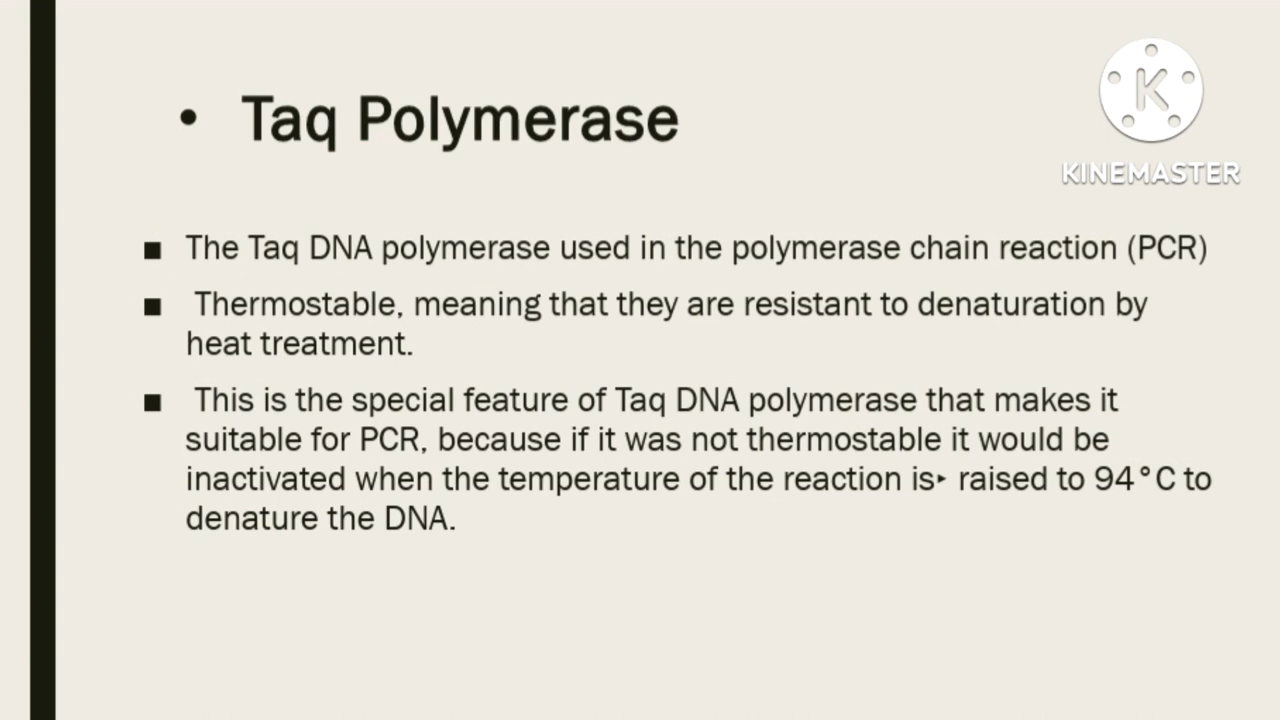 • Taq Polymerase
K
KINEMASTER
■ The Taq DNA polymerase used in the polymerase chain reaction (PCR)
■ Thermostable, meaning that they are resistant to denaturation by
heat treatment.
■ This is the special feature of Taq DNA polymerase that makes it
suitable for PCR, because if it was not thermostable it would be
inactivated when the temperature of the reaction is‣ raised to 94°C to
denature the DNA.